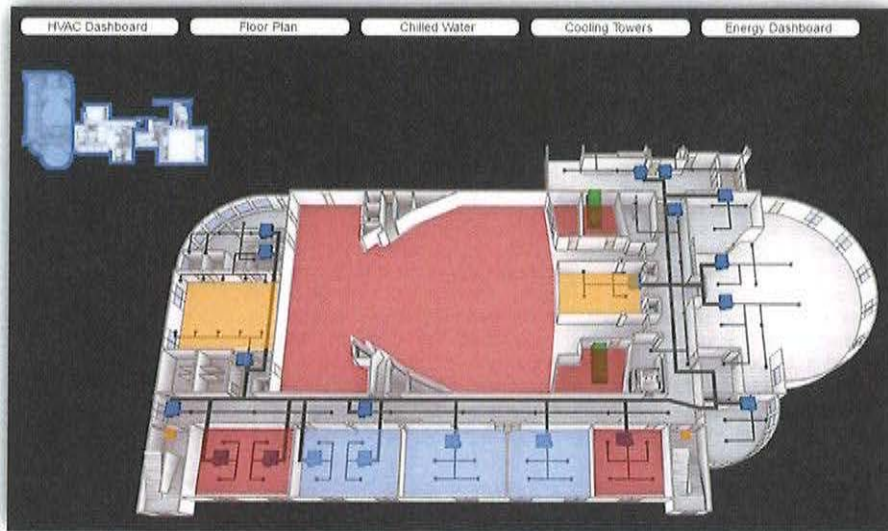 HVAC Dashboard
Floor Plan
Chilled Water
Cooling Towers
Energy Dashboard